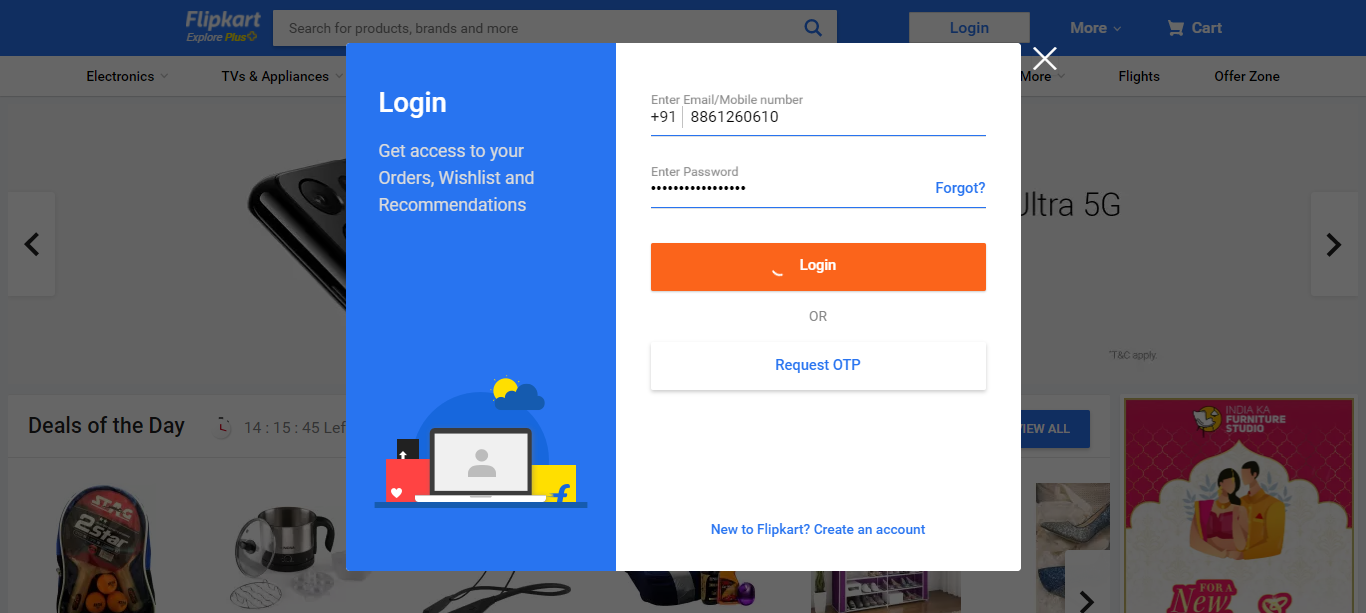 Flipkart
Explore Plus
Search for products, brands and more
Login
More
Cart
Electronics
TVs & Appliances
More
Flights
Offer Zone
Login
Get access to your
Orders, Wishlist and
Recommendations
Enter Email/Mobile number
+91 8861260610
Enter Password
••••••••••••••••••
Forgot?
Login
OR
Request OTP
New to Flipkart? Create an account
Ultra 5G
*T&C apply.
Deals of the Day
14 : 15 : 45 Lef
VIEW ALL
STAG
2 Star
INDIA KA
FURNITURE
STUDIO
FOR A
New